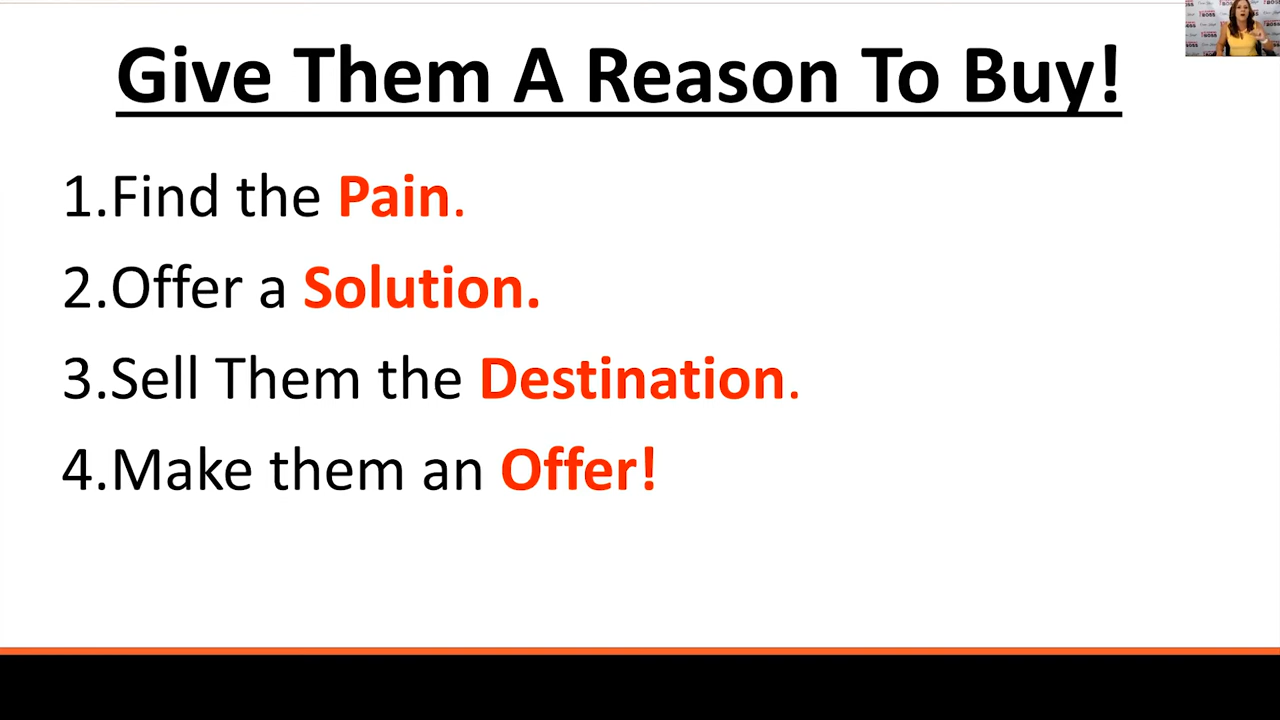 Give Them A Reason To Buy!
1.Find the Pain.
2.Offer a Solution.
3.Sell Them the Destination.
4.Make them an Offer!
BOSS